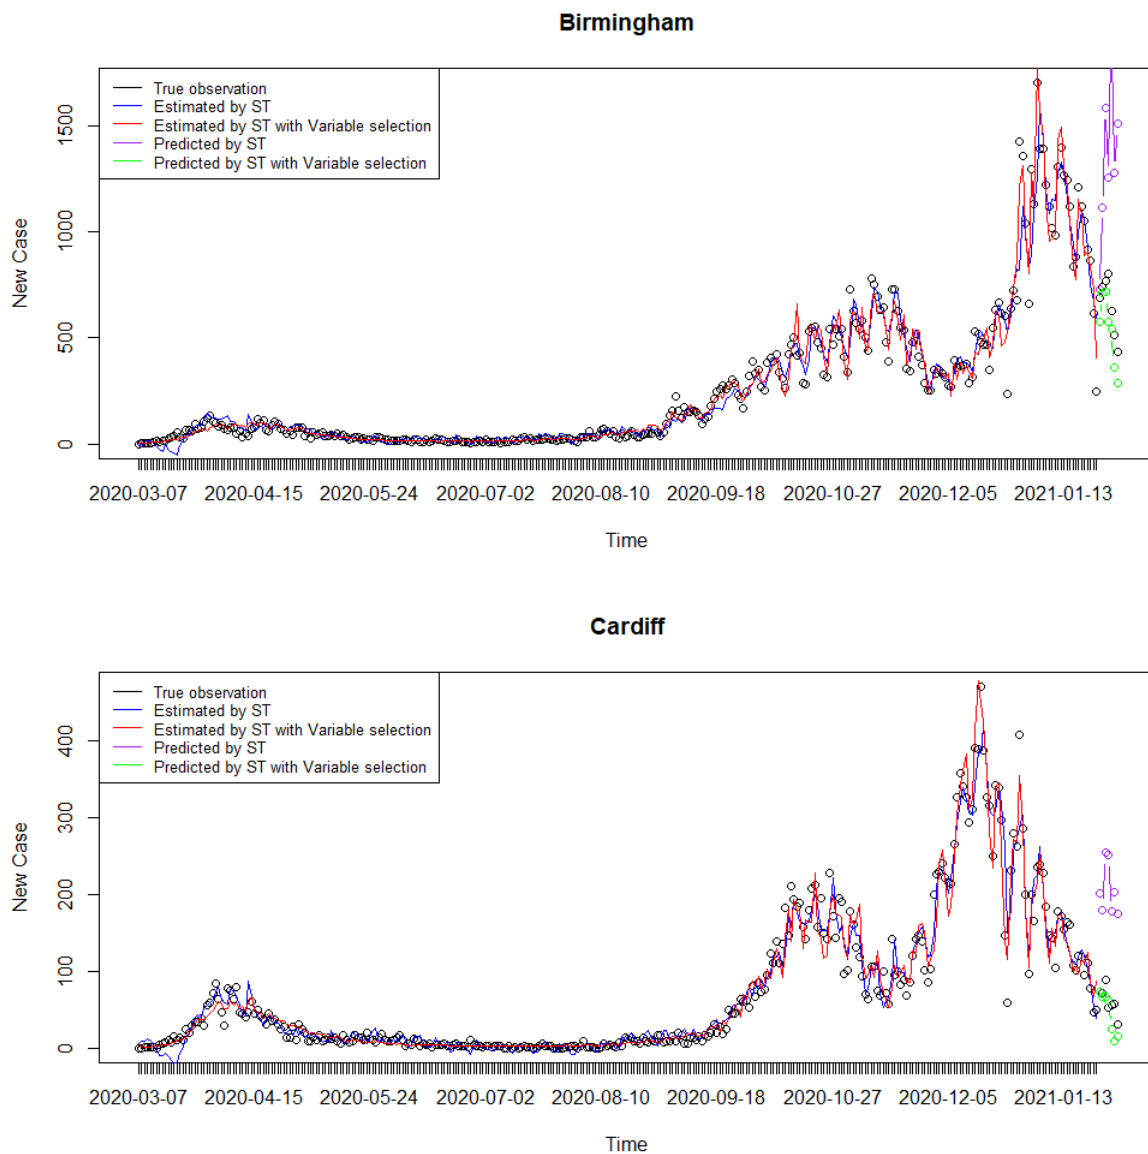 Birmingham
True observation
Estimated by ST
Estimated by ST with Variable selection
Predicted by ST
Predicted by ST with Variable selection
New Case
0
500
1000
1500
2020-03-07 2020-04-15 2020-05-24 2020-07-02 2020-08-10 2020-09-18 2020-10-27 2020-12-05 2021-01-13
Time
Cardiff
True observation
Estimated by ST
Estimated by ST with Variable selection
Predicted by ST
Predicted by ST with Variable selection
New Case
0
100
200
300
400
2020-03-07 2020-04-15 2020-05-24 2020-07-02 2020-08-10 2020-09-18 2020-10-27 2020-12-05 2021-01-13
Time